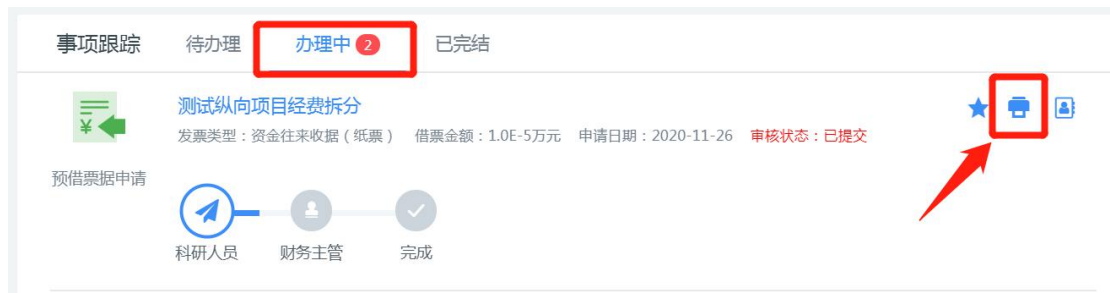 事项跟踪 待办理 办理中 2 已完结
测试纵向项目经费拆分
¥
发票类型：资金往来收据（纸票） 借票金额：1.0E-5万元 申请日期：2020-11-26 审核状态：已提交
预借票据申请
科研人员 财务主管 完成